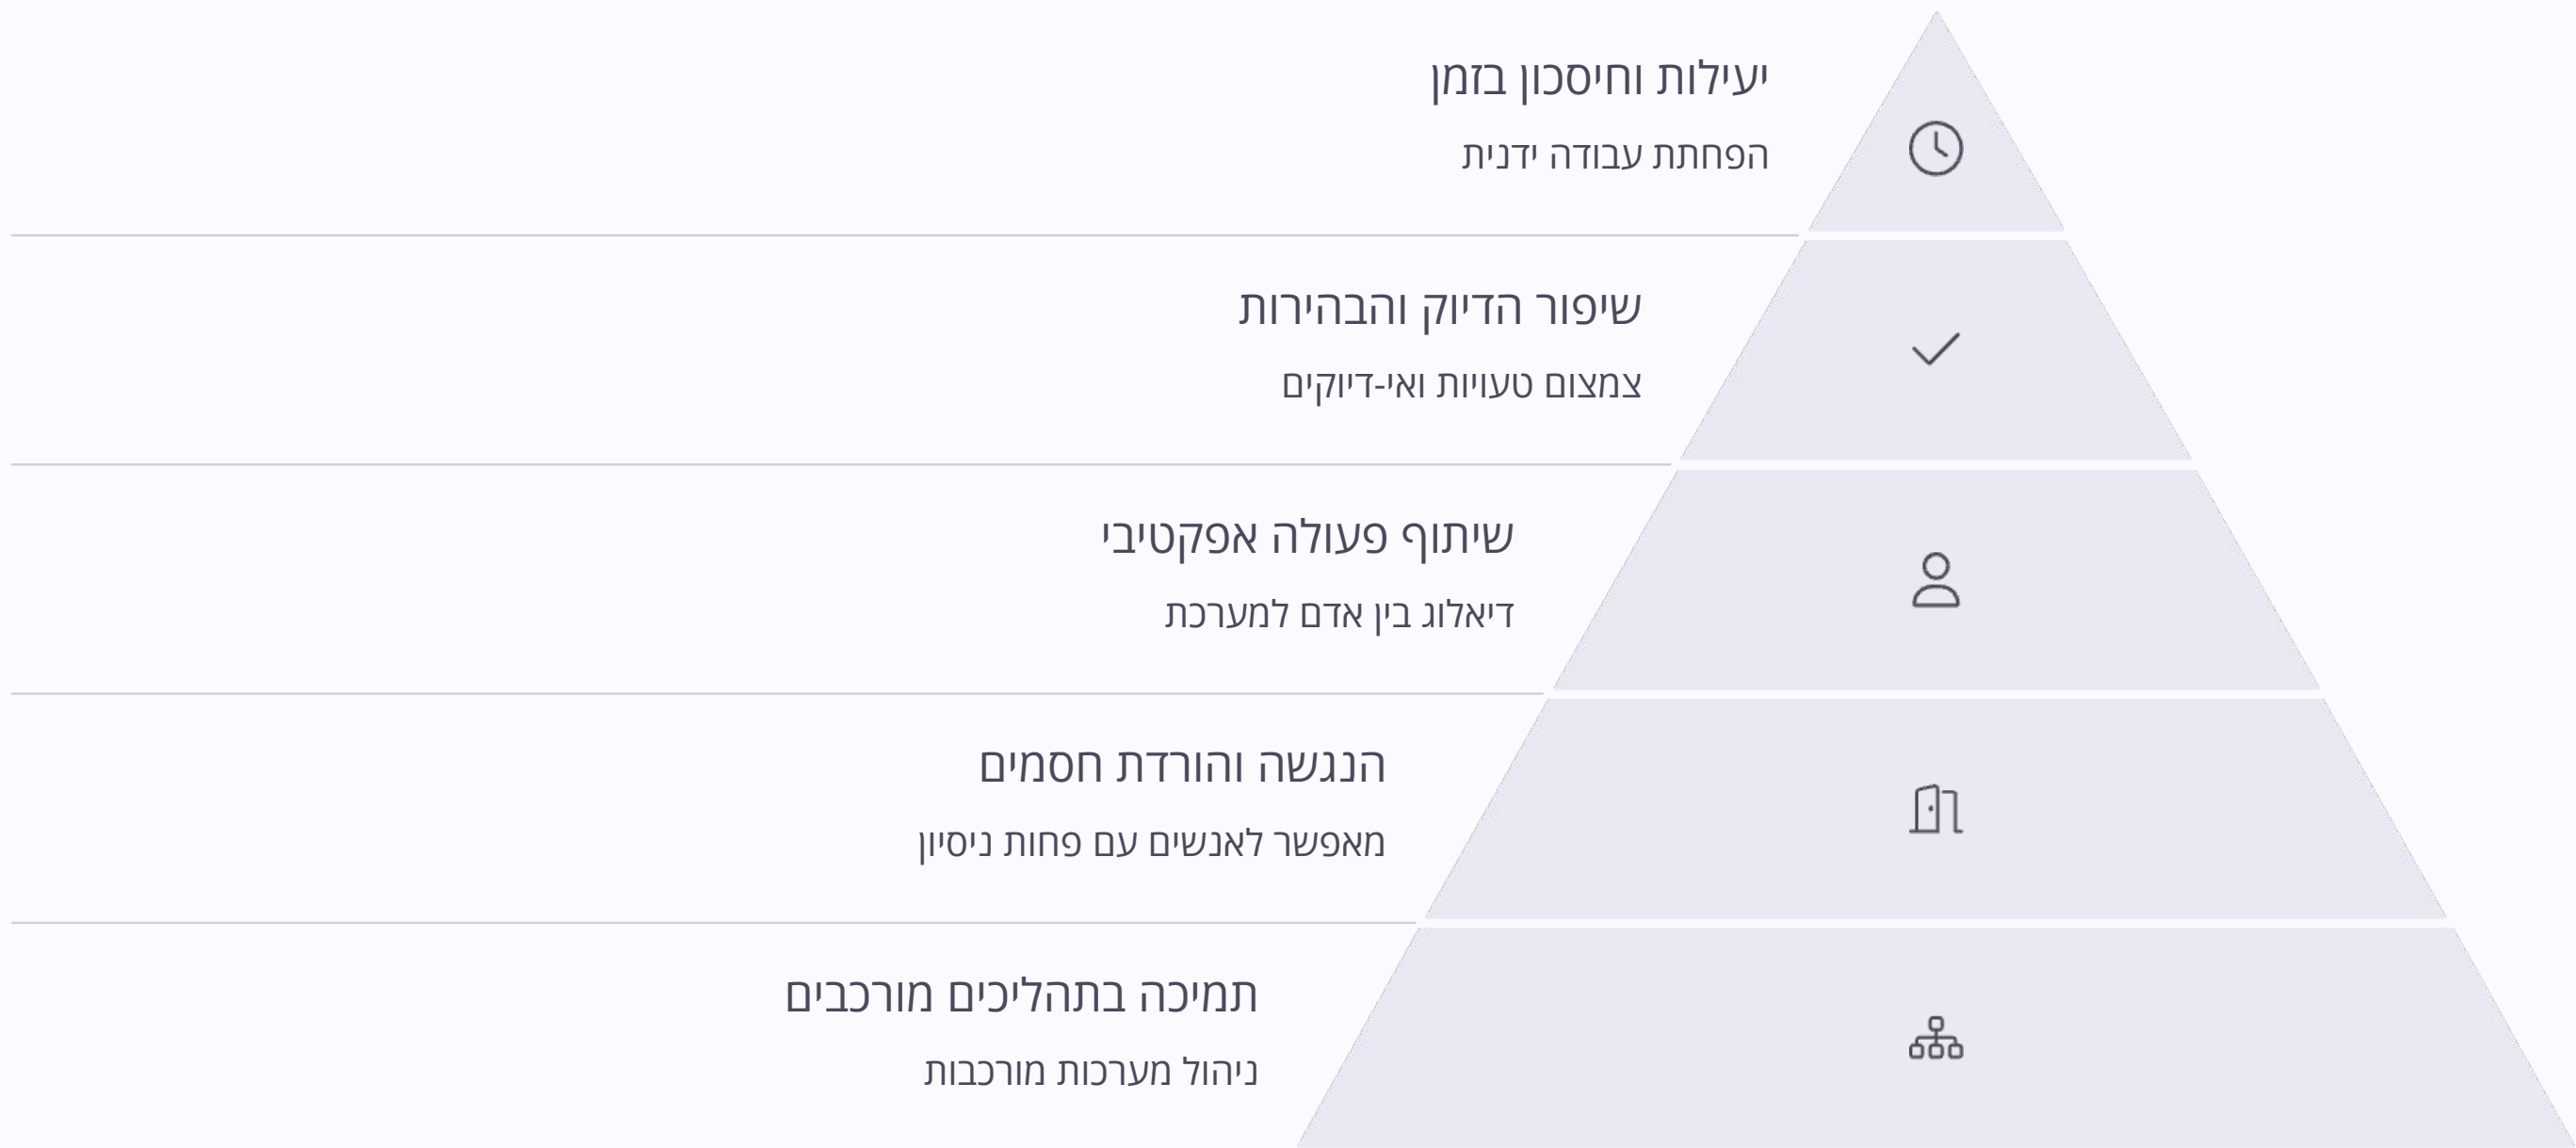 יעילות וחיסכון בזמן
הפחתת עבודה ידנית
שיפור הדיוק והבהירות
צמצום טעויות ואי-דיוקים
שיתוף פעולה אפקטיבי
דיאלוג בין אדם למערכת
הנגשה והורדת חסמים
מאפשר לאנשים עם פחות ניסיון
תמיכה בתהליכים מורכבים
ניהול מערכות מורכבות